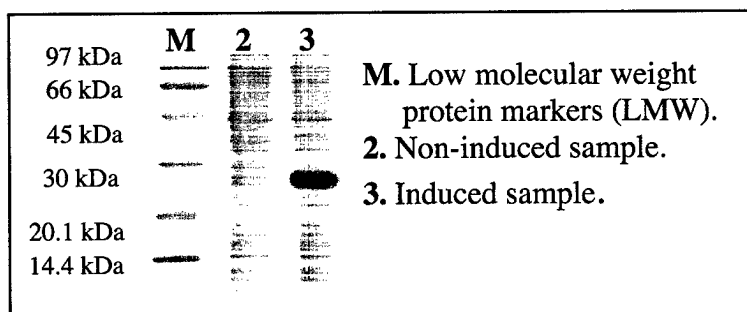 M 2 3
97 kDa
66 kDa
45 kDa
30 kDa
20.1 kDa
14.4 kDa
M. Low molecular weight
protein markers (LMW).
2. Non-induced sample.
3. Induced sample.